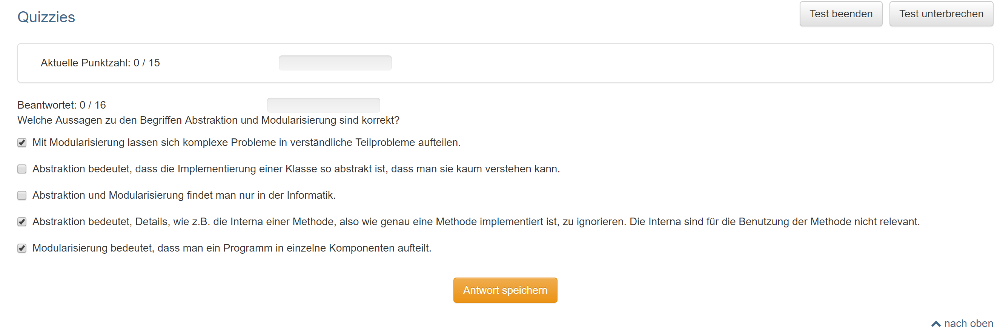 Quizzies
Test beenden
Test unterbrechen
Aktuelle Punktzahl: 0 / 15
Beantwortet: 0 / 16
Welche Aussagen zu den Begriffen Abstraktion und Modularisierung sind korrekt?
Mit Modularisierung lassen sich komplexe Probleme in verständliche Teilprobleme aufteilen.
Abstraktion bedeutet, dass die Implementierung einer Klasse so abstrakt ist, dass man sie kaum verstehen kann.
Abstraktion und Modularisierung findet man nur in der Informatik.
Abstraktion bedeutet, Details, wie z.B. die Interna einer Methode, also wie genau eine Methode implementiert ist, zu ignorieren. Die Interna sind für die Benutzung der Methode nicht relevant.
Modularisierung bedeutet, dass man ein Programm in einzelne Komponenten aufteilt.
Antwort speichern
nach oben